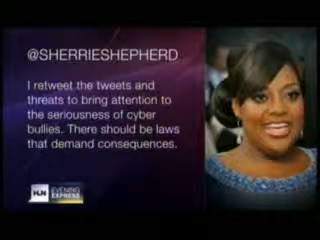 @SHERRIESHEPHERD
I retweet the tweets and
threats to bring attention to
the seriousness of cyber
bullies. There should be laws
that demand consequences.
HLN EVENING
EXPRESS